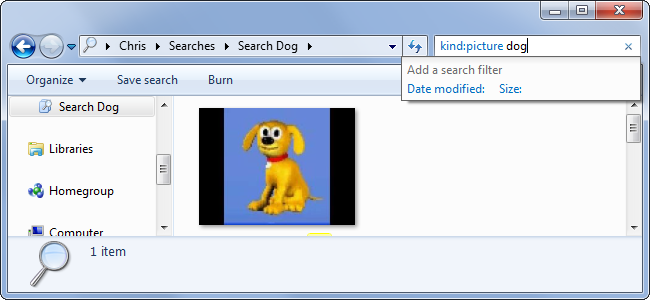 Chris Searches Search Dog
kind:picture dog
Organize Save search Burn
Add a search filter
Date modified: Size:
Search Dog
Libraries
Homegroup
Computer
1 item